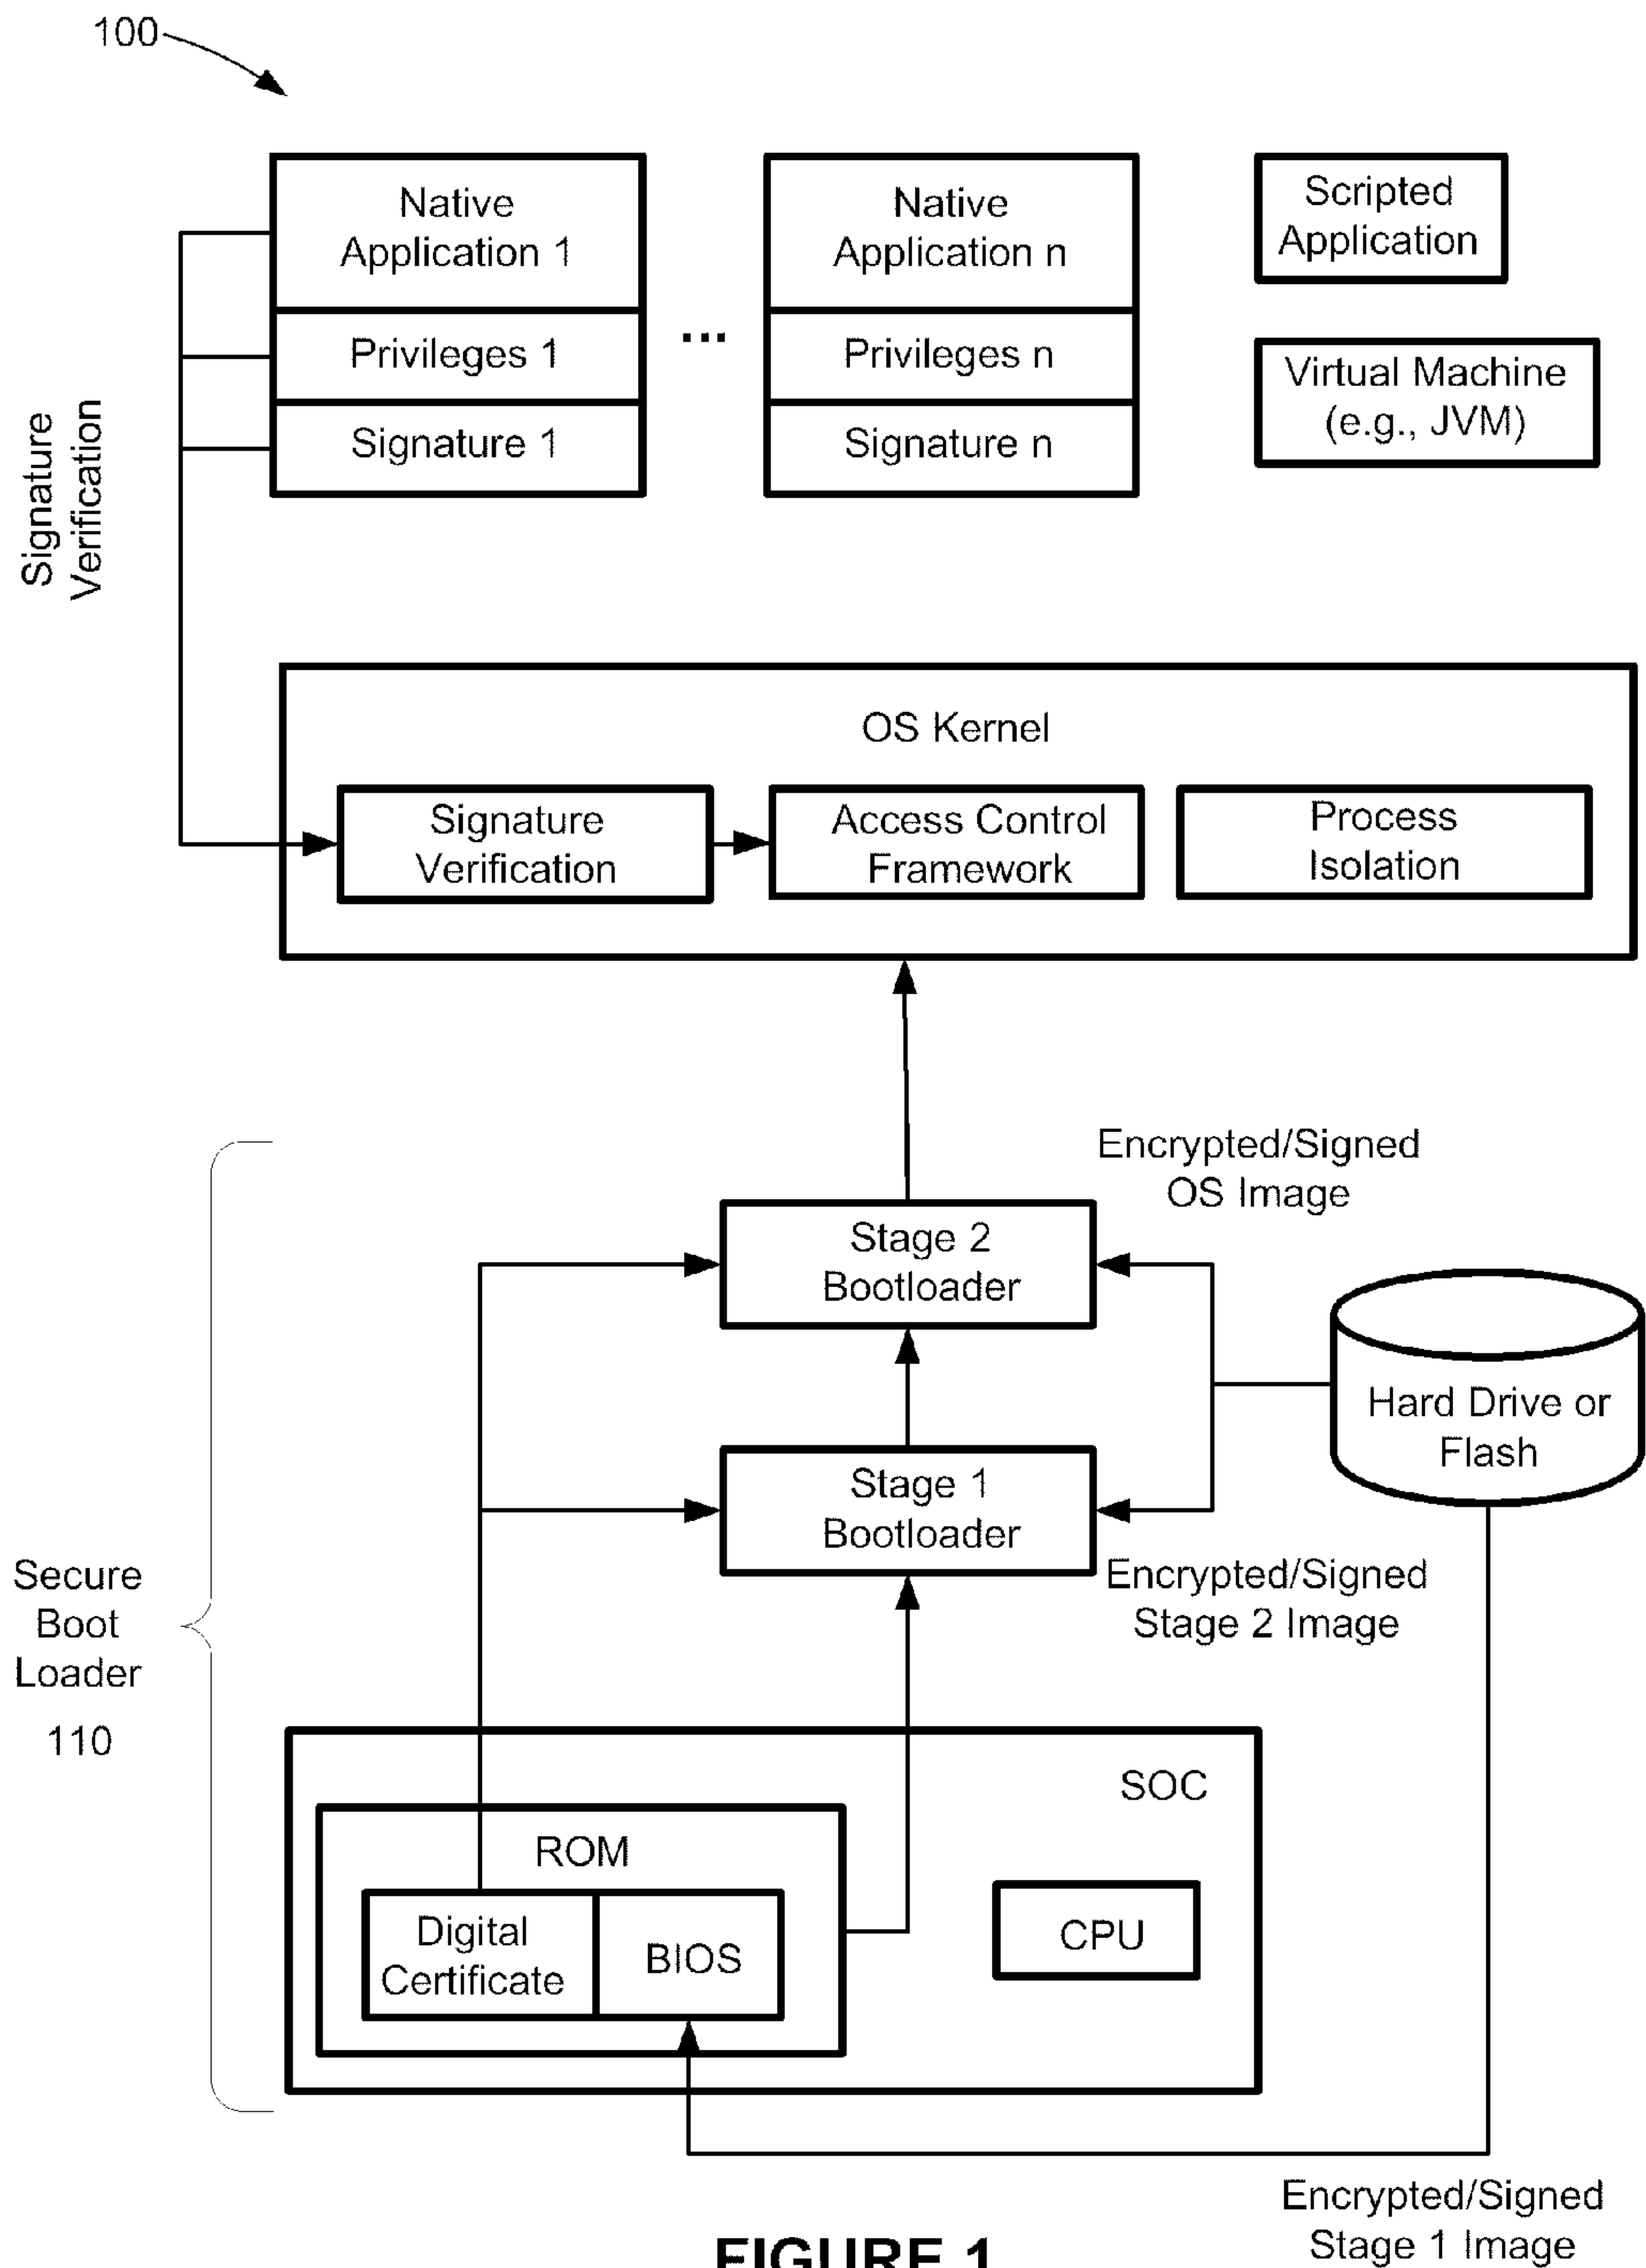 100
Native
Application 1
Privileges 1
Signature 1
...
Native
Application n
Privileges n
Signature n
Scripted
Application
Virtual Machine
(e.g., JVM)
Signature
Verification
OS Kernel
Signature
Verification
Access Control
Framework
Process
Isolation
Encrypted/Signed
OS Image
Stage 2
Bootloader
Hard Drive or
Flash
Stage 1
Bootloader
Encrypted/Signed
Stage 2 Image
Secure
Boot
Loader
110
SOC
ROM
Digital
Certificate
BIOS
CPU
Encrypted/Signed
Stage 1 Image
FIGURE 1